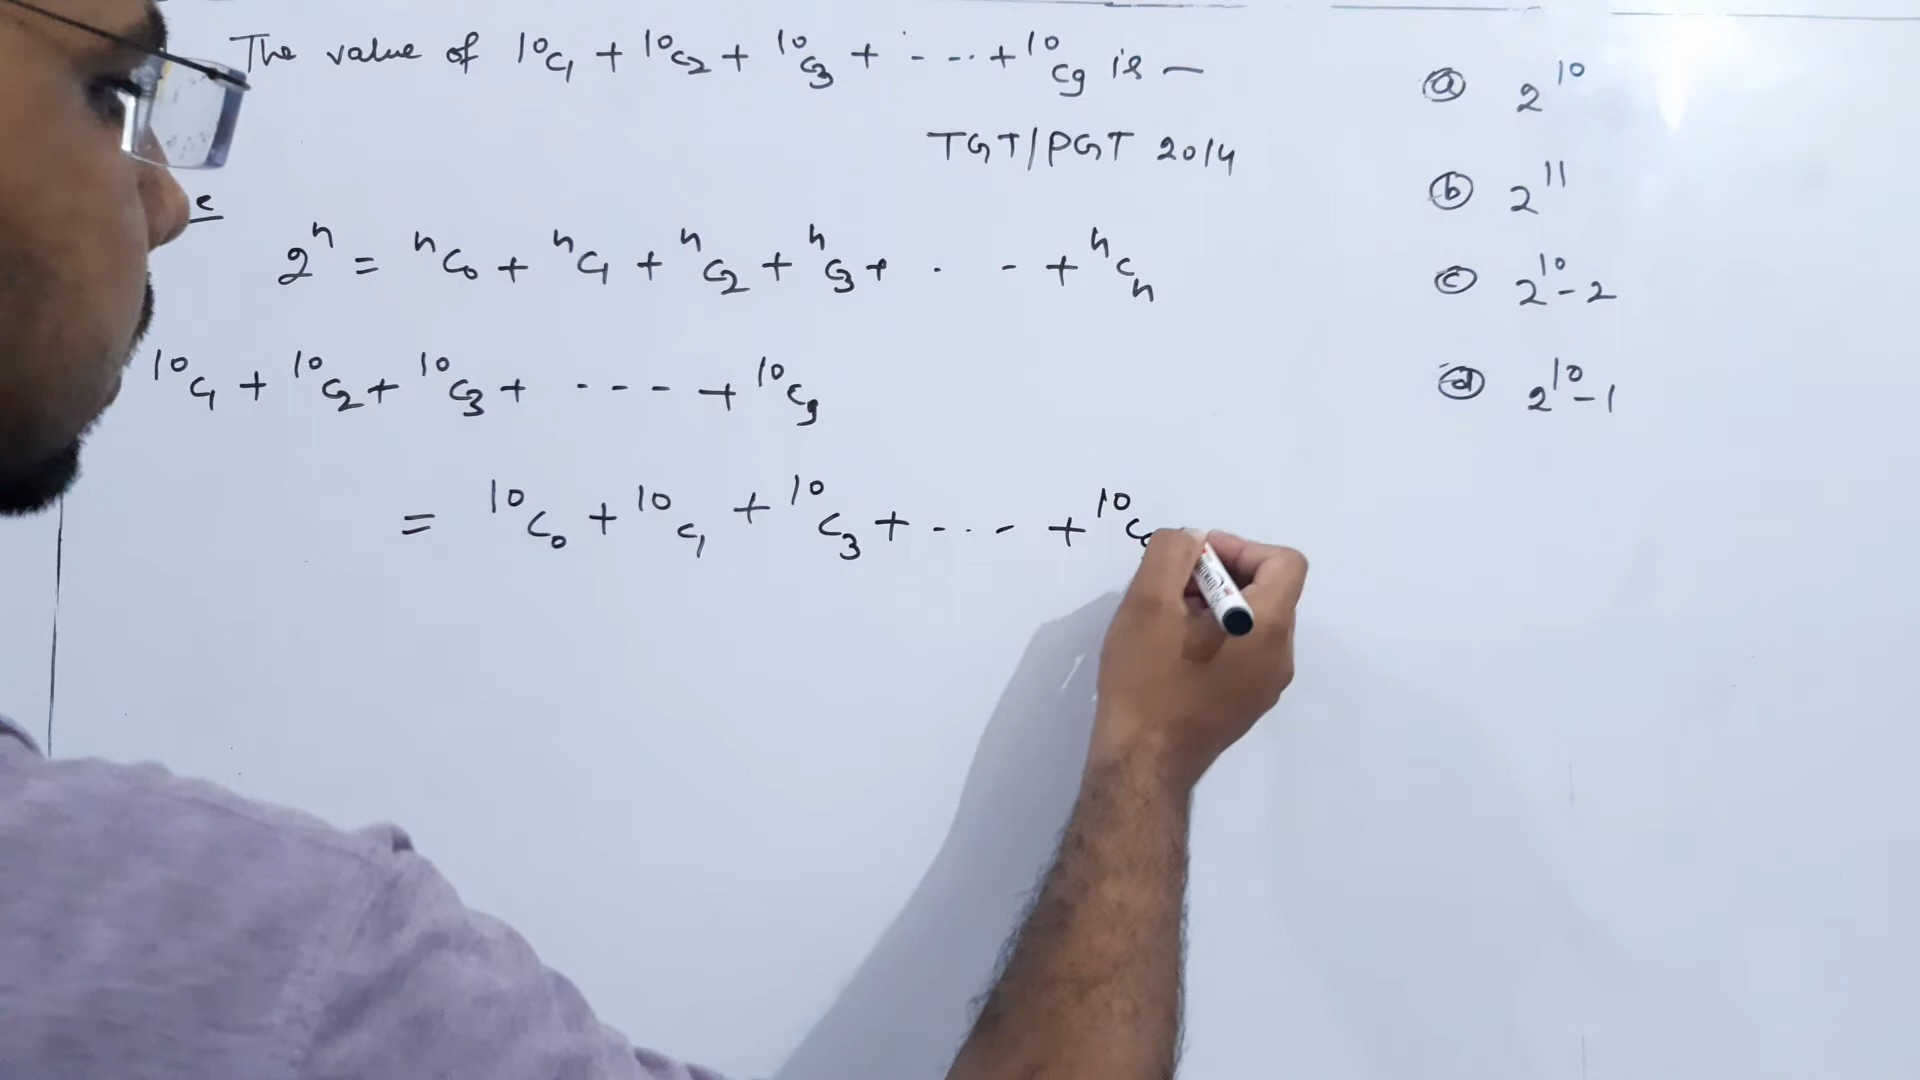 The value of ¹⁰C₁ + ¹⁰C₂ + ¹⁰C₃ + - - - + ¹⁰C₉ is —
TGT/PGT 2014
2ⁿ = ⁿC₀ + ⁿC₁ + ⁿC₂ + ⁿC₃ + . . - + ⁿCₙ
¹⁰C₁ + ¹⁰C₂ + ¹⁰C₃ + - - - - + ¹⁰C₉
= ¹⁰C₀ + ¹⁰C₁ + ¹⁰C₃ + - - - + ¹⁰C
ⓐ 2¹⁰
ⓑ 2¹¹
ⓒ 2¹⁰ - 2
ⓓ 2¹⁰ - 1